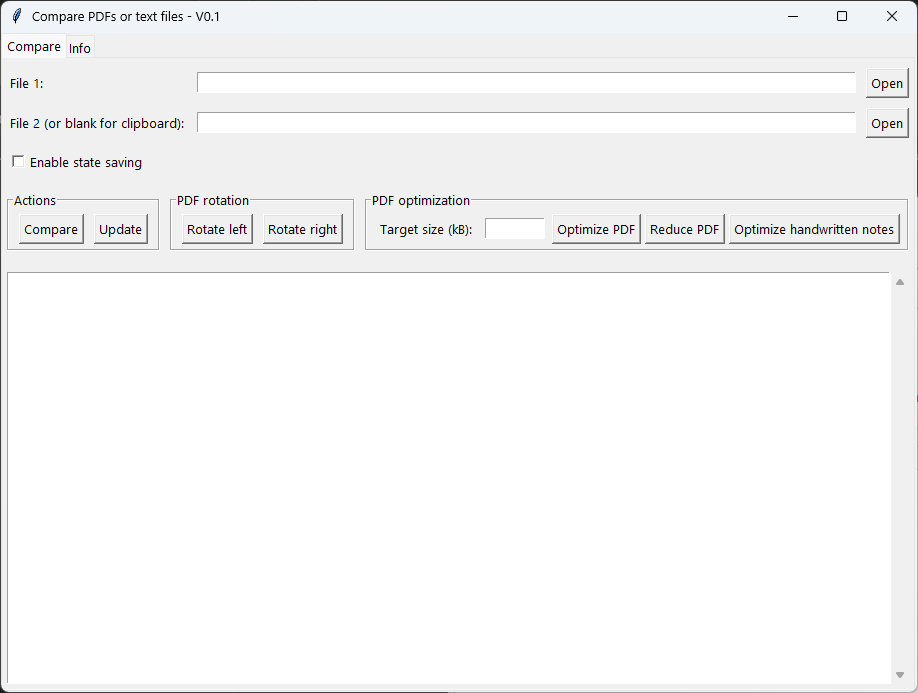 Compare PDFs or text files - V0.1
Compare Info
File 1: Open
File 2 (or blank for clipboard): Open
Enable state saving
Actions PDF rotation PDF optimization
Compare Update Rotate left Rotate right Target size (kB): Optimize PDF Reduce PDF Optimize handwritten notes